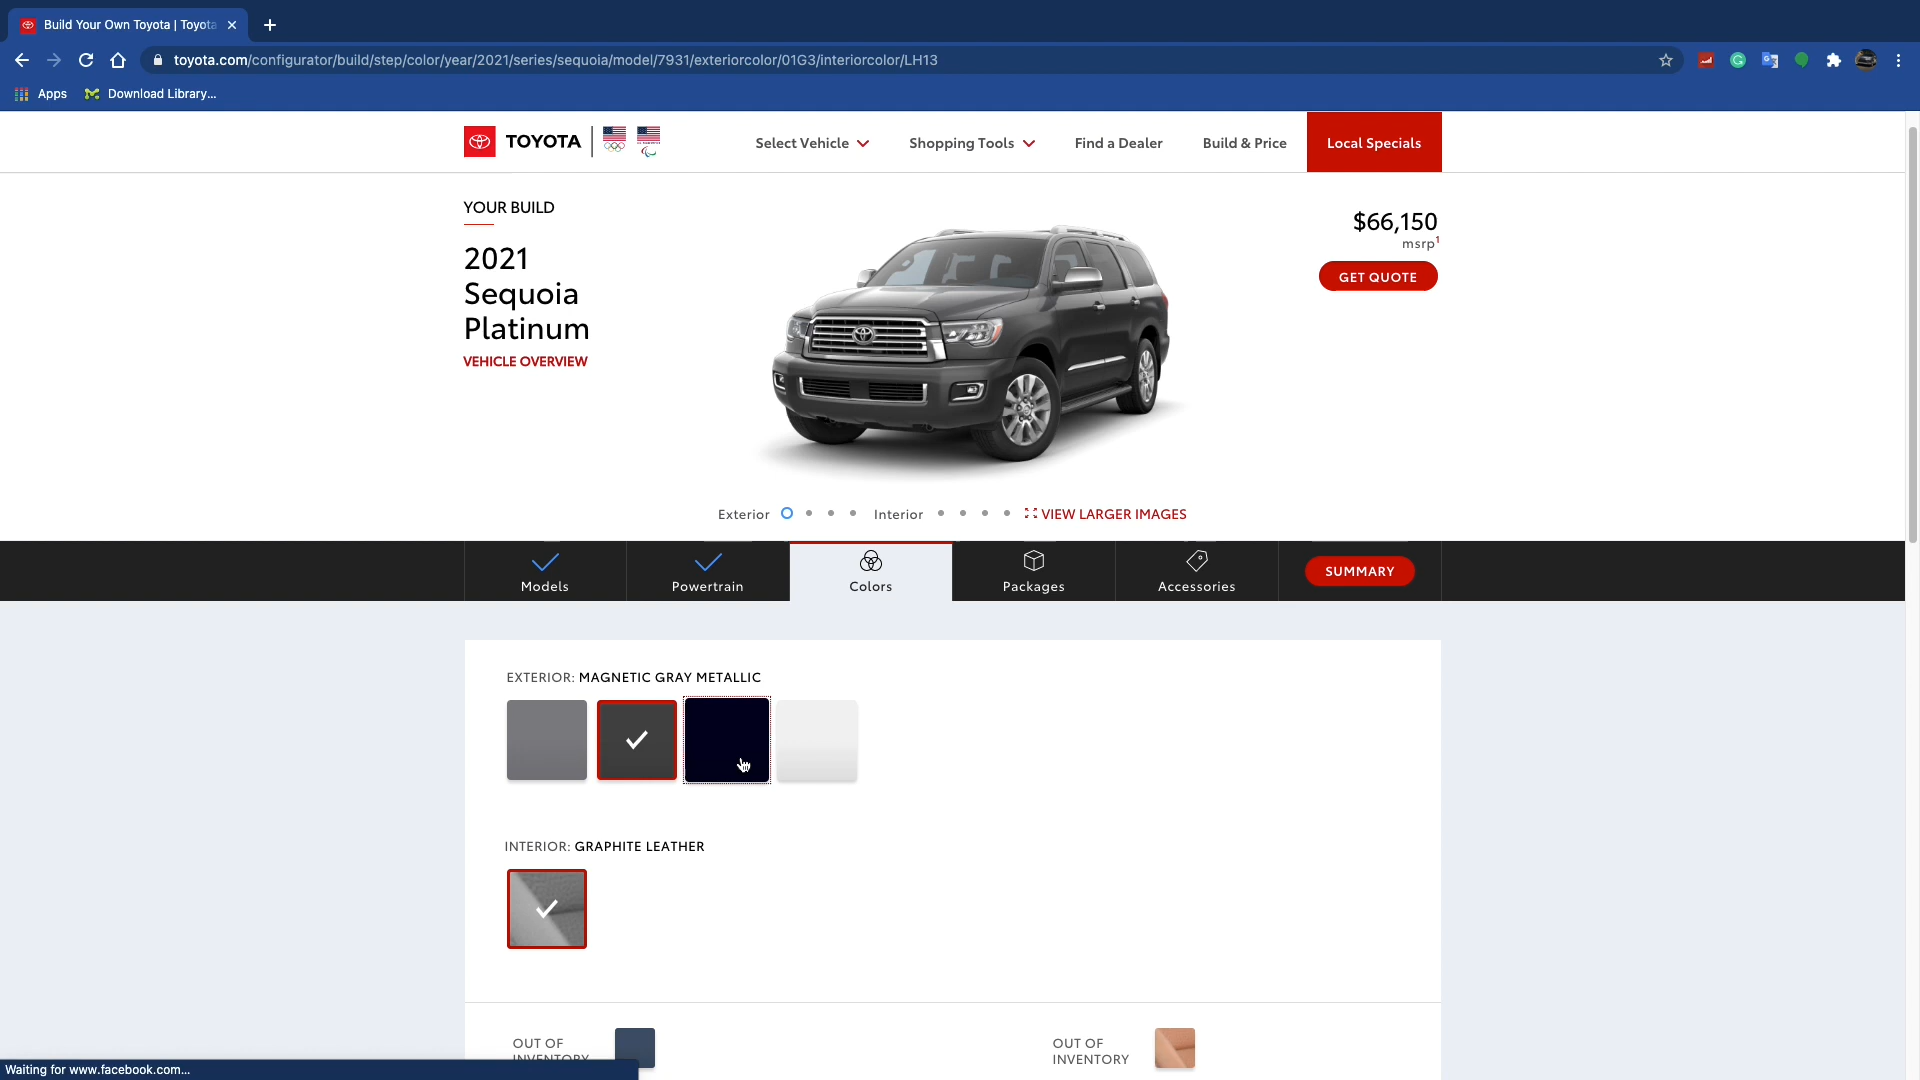 Build Your Own Toyota | Toyota
toyota.com/configurator/build/step/color/year/2021/series/sequoia/model/7931/exteriorcolor/01G3/interiorcolor/LH13
Apps
Download Library...
TOYOTA
Select Vehicle
Shopping Tools
Find a Dealer
Build & Price
Local Specials
YOUR BUILD
2021
Sequoia
Platinum
VEHICLE OVERVIEW
$66,150
msrp1
GET QUOTE
Exterior
Interior
VIEW LARGER IMAGES
Models
Powertrain
Colors
Packages
Accessories
SUMMARY
EXTERIOR: MAGNETIC GRAY METALLIC
INTERIOR: GRAPHITE LEATHER
OUT OF
INVENTORY
OUT OF
INVENTORY
Waiting for www.facebook.com...